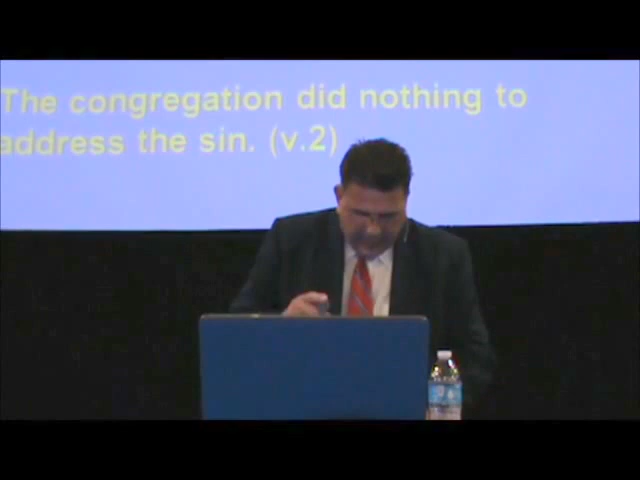 The congregation did nothing to
address the sin. (v.2)